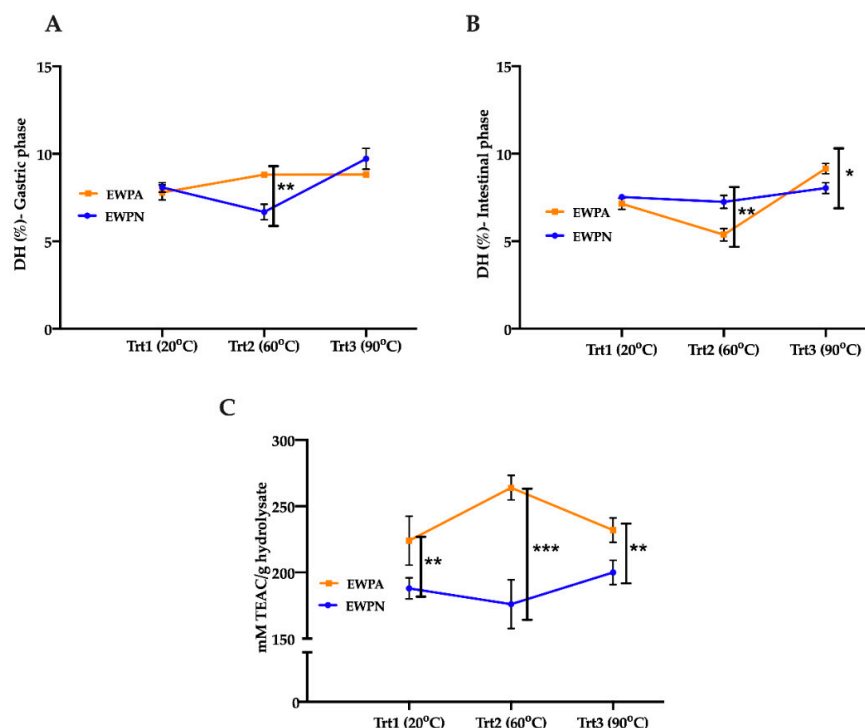 A
DH (%)- Gastric phase
15
10
5
0
EWPA
EWPN
**
Trt1 (20°C) Trt2 (60°C) Trt3 (90°C)
B
DH (%)- Intestinal phase
15
10
5
0
EWPA
EWPN
**
*
Trt1 (20°C) Trt2 (60°C) Trt3 (90°C)
C
mM TEAC/g hydrolysate
300
250
200
150
0
EWPA
EWPN
**
***
**
Trt1 (20°C) Trt2 (60°C) Trt3 (90°C)